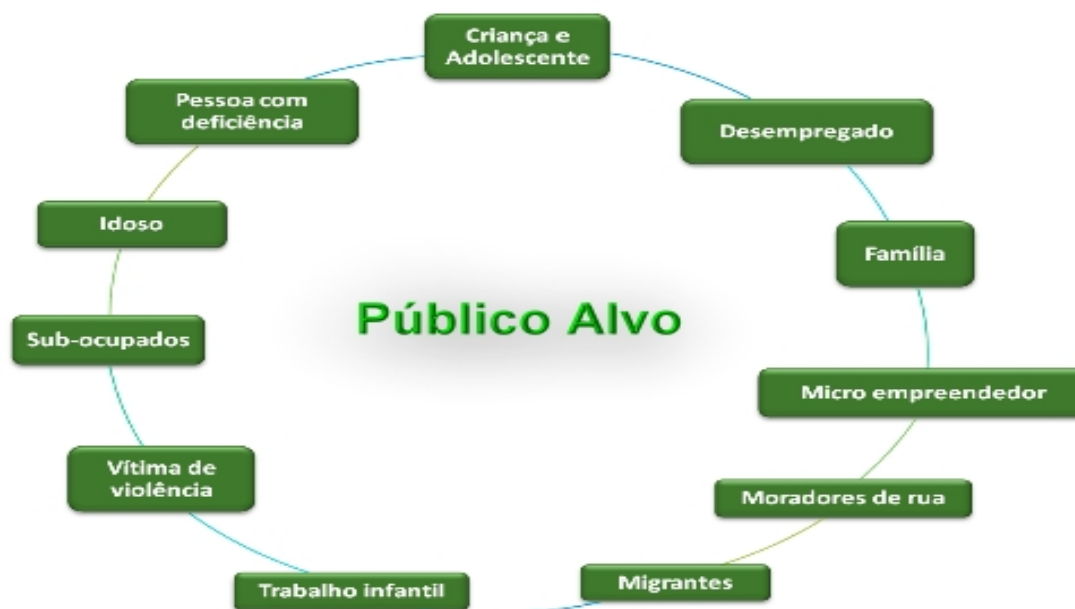 Criança e
Adolescente
Desempregado
Família
Micro empreendedor
Moradores de rua
Migrantes
Trabalho infantil
Vítima de
violência
Sub-ocupados
Idoso
Pessoa com
deficiência
Público Alvo